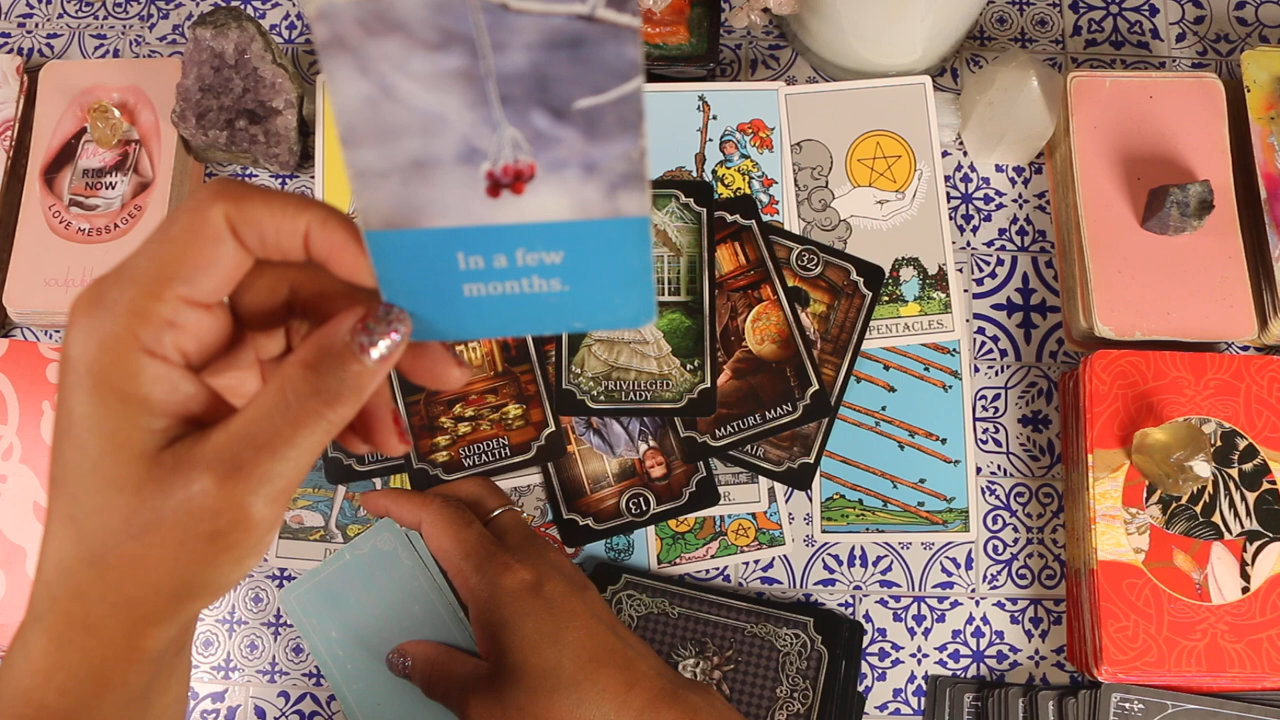 RIGHT
NOW
LOVE MESSAGES
In a few
months.
PENTACLES.
32
PRIVILEGED
LADY
MATURE MAN
SUDDEN
WEALTH
13